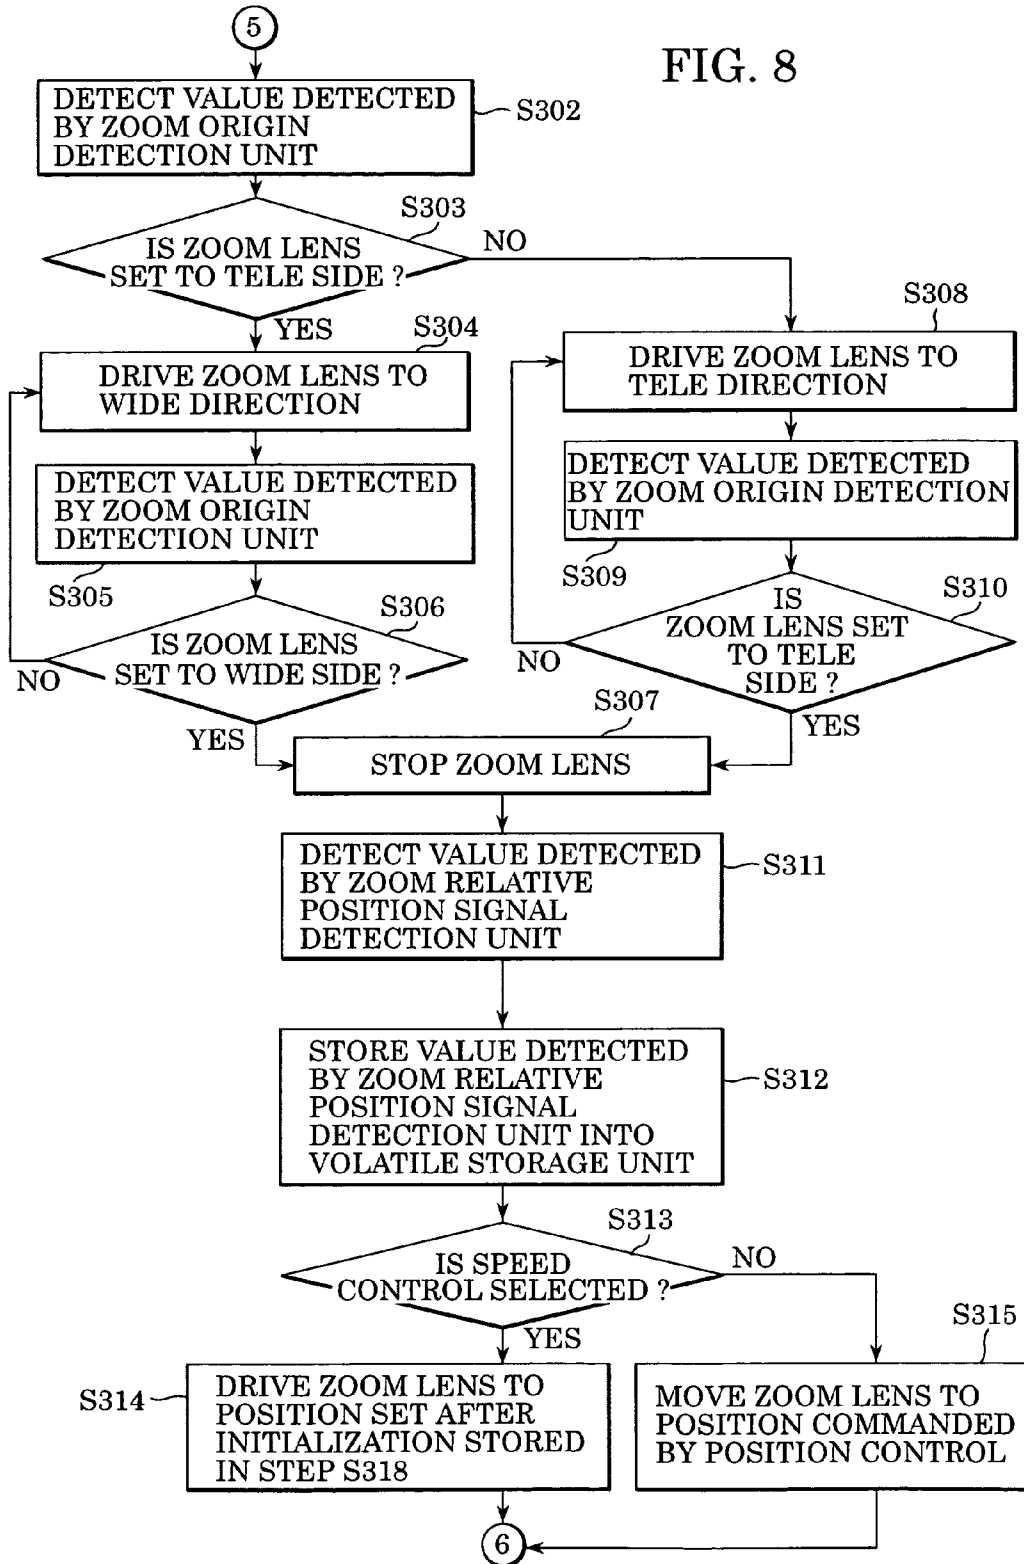 5
FIG. 8
DETECT VALUE DETECTED
BY ZOOM ORIGIN
DETECTION UNIT
S302
S303
IS ZOOM LENS
SET TO TELE SIDE ?
NO
YES
S304
DRIVE ZOOM LENS TO
WIDE DIRECTION
DETECT VALUE DETECTED
BY ZOOM ORIGIN
DETECTION UNIT
S305
S306
IS ZOOM LENS
SET TO WIDE SIDE ?
NO
YES
S308
DRIVE ZOOM LENS TO
TELE DIRECTION
DETECT VALUE DETECTED
BY ZOOM ORIGIN DETECTION
UNIT
S309
S310
IS
ZOOM LENS SET
TO TELE
SIDE ?
NO
YES
S307
STOP ZOOM LENS
DETECT VALUE DETECTED
BY ZOOM RELATIVE
POSITION SIGNAL
DETECTION UNIT
S311
STORE VALUE DETECTED
BY ZOOM RELATIVE
POSITION SIGNAL
DETECTION UNIT INTO
VOLATILE STORAGE UNIT
S312
S313
IS SPEED
CONTROL SELECTED ?
NO
YES
S314
DRIVE ZOOM LENS TO
POSITION SET AFTER
INITIALIZATION STORED
IN STEP S318
S315
MOVE ZOOM LENS TO
POSITION COMMANDED
BY POSITION CONTROL
6